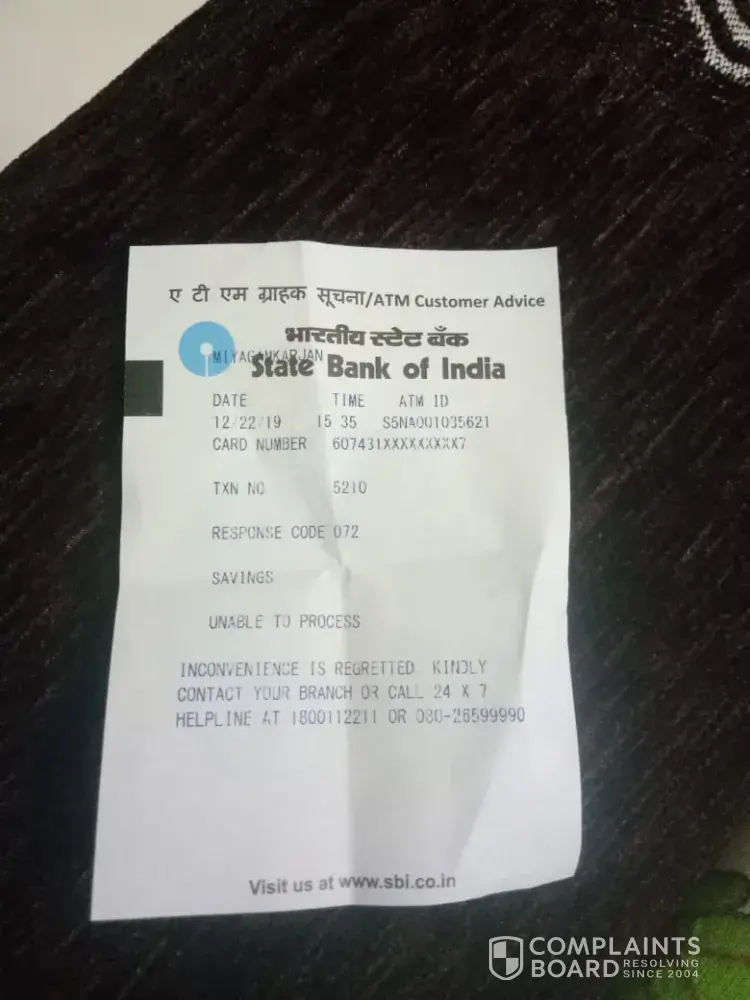 ए टी एम ग्राहक सूचना/ATM Customer Advice
भारतीय स्टेट बैंक
MIYAGAMKARJAN
State Bank of India
DATE TIME ATM ID
12/22/19 15 35 S5NA001035621
CARD NUMBER 607431XXXXXXXXX7
TXN NO 5210
RESPONSE CODE 072
SAVINGS
UNABLE TO PROCESS
INCONVENIENCE IS REGRETTED KINDLY
CONTACT YOUR BRANCH OR CALL 24 X 7
HELPLINE AT 1800112211 OR 080-26599990
Visit us at www.sbi.co.in
COMPLAINTS
BOARD RESOLVING SINCE 2004